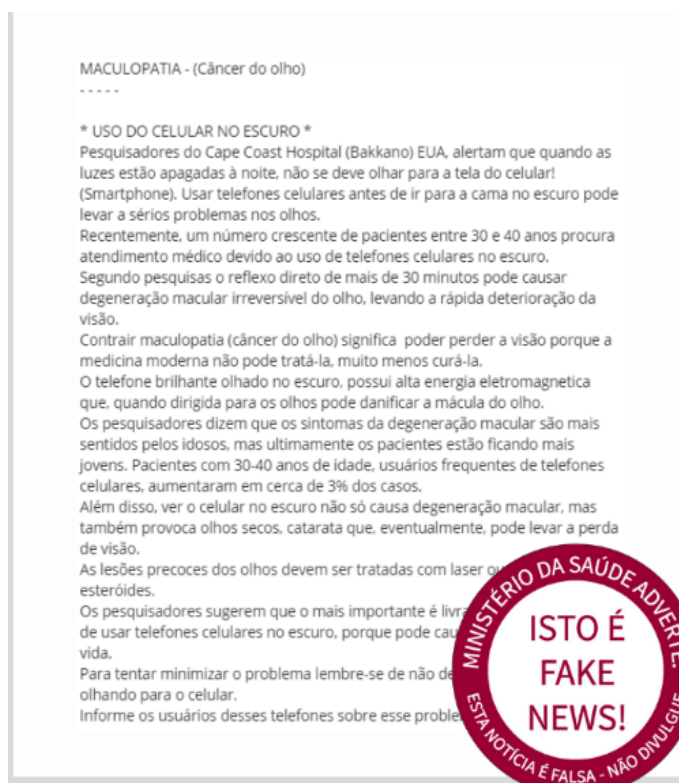 MACULOPATIA - (Câncer do olho)
- - - - -
* USO DO CELULAR NO ESCURO *
Pesquisadores do Cape Coast Hospital (Bakkano) EUA, alertam que quando as
luzes estão apagadas à noite, não se deve olhar para a tela do celular!
(Smartphone). Usar telefones celulares antes de ir para a cama no escuro pode
levar a sérios problemas nos olhos.
Recentemente, um número crescente de pacientes entre 30 e 40 anos procura
atendimento médico devido ao uso de telefones celulares no escuro.
Segundo pesquisas o reflexo direto de mais de 30 minutos pode causar
degeneração macular irreversível do olho, levando a rápida deterioração da
visão.
Contrair maculopatia (câncer do olho) significa poder perder a visão porque a
medicina moderna não pode tratá-la, muito menos curá-la.
O telefone brilhante olhado no escuro, possui alta energia eletromagnetica
que, quando dirigida para os olhos pode danificar a mácula do olho.
Os pesquisadores dizem que os sintomas da degeneração macular são mais
sentidos pelos idosos, mas ultimamente os pacientes estão ficando mais
jovens. Pacientes com 30-40 anos de idade, usuários frequentes de telefones
celulares, aumentaram em cerca de 3% dos casos.
Além disso, ver o celular no escuro não só causa degeneração macular, mas
também provoca olhos secos, catarata que, eventualmente, pode levar a perda
de visão.
As lesões precoces dos olhos devem ser tratadas com laser
esteróides.
Os pesquisadores sugerem que o mais importante é
de usar telefones celulares no escuro, porque pode
vida.
Para tentar minimizar o problema lembre-se de não
olhando para o celular.
Informe os usuários desses telefones sobre esse
MINISTÉRIO DA SAÚDE ADVERTE:
ISTO É
FAKE
NEWS!
ESTA NOTÍCIA É FALSA - NÃO DIVULGUE